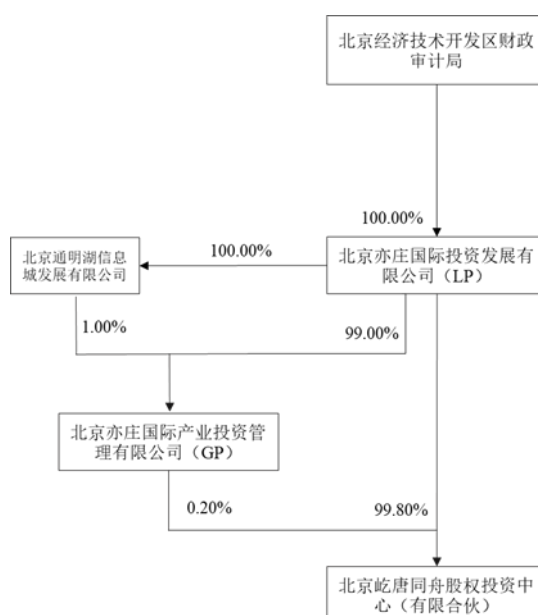 北京经济技术开发区财政
审计局
100.00%
100.00%
北京通明湖信息
城发展有限公司
北京亦庄国际投资发展有
限公司（LP）
1.00%
99.00%
北京亦庄国际产业投资管
理有限公司（GP）
0.20%
99.80%
北京屹唐同舟股权投资中
心（有限合伙）